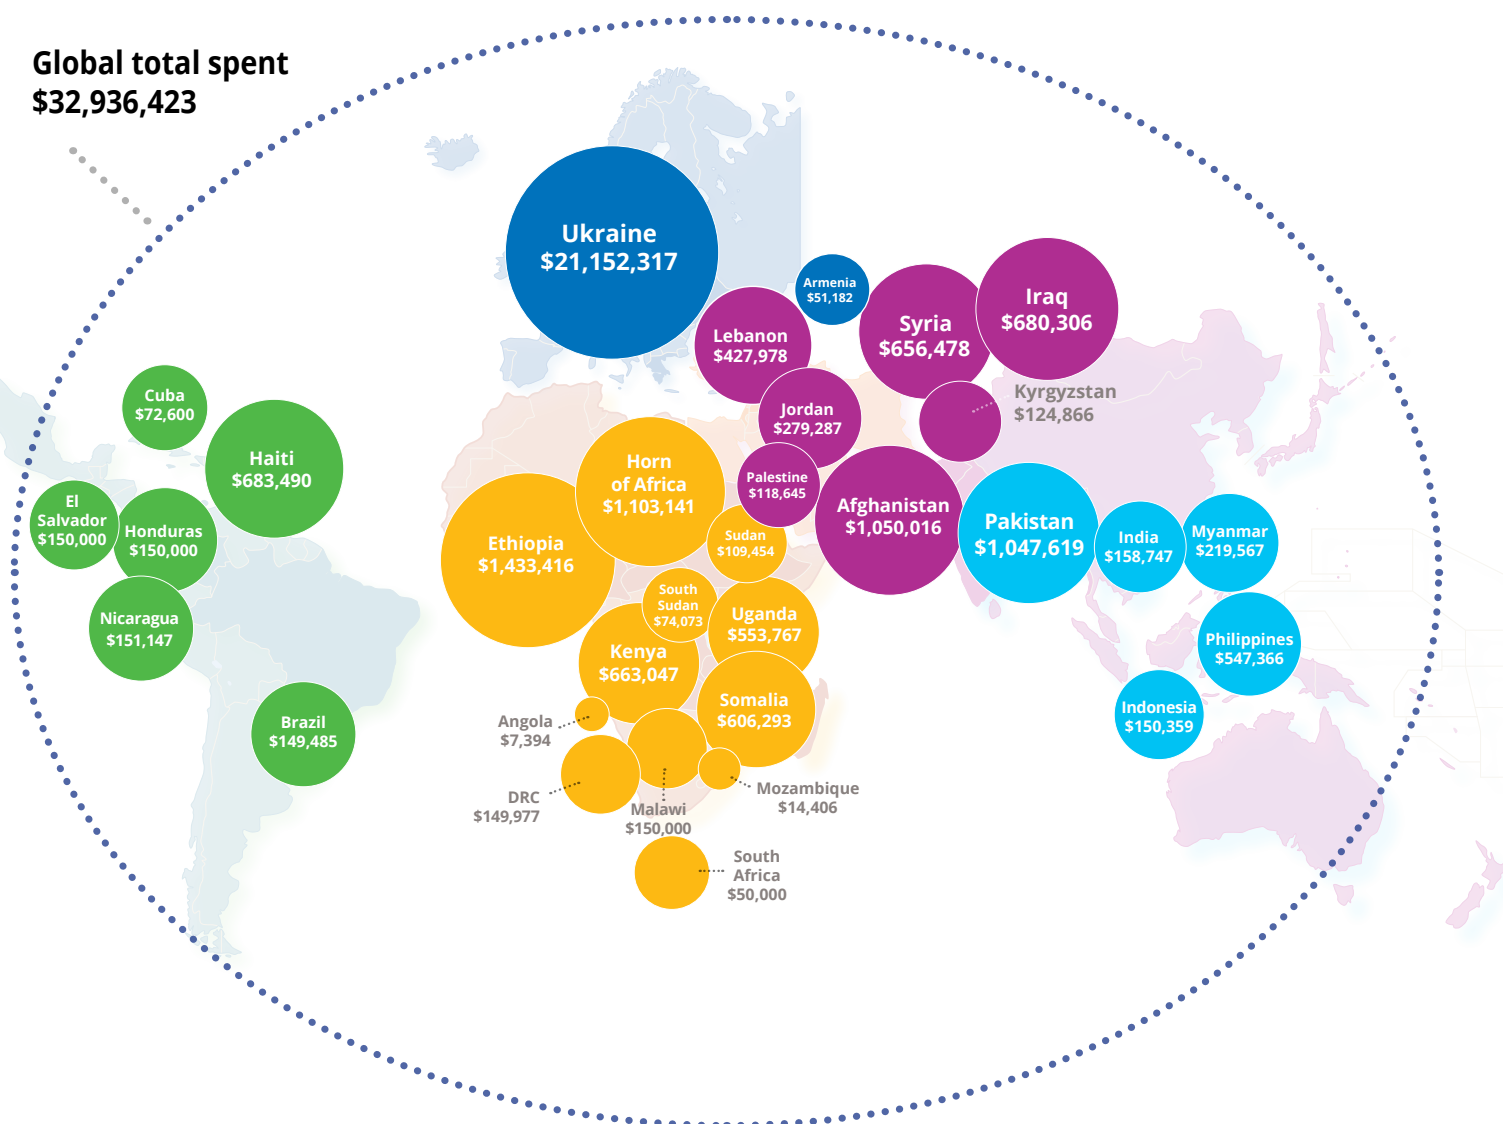 Global total spent
$32,936,423
Ukraine
$21,152,317
Armenia
$51,182
Lebanon
$427,978
Syria
$656,478
Iraq
$680,306
Kyrgyzstan
$124,866
Jordan
$279,287
Palestine
$118,645
Afghanistan
$1,050,016
Cuba
$72,600
Haiti
$683,490
El
Salvador
$150,000
Honduras
$150,000
Nicaragua
$151,147
Brazil
$149,485
Horn
of Africa
$1,103,141
Ethiopia
$1,433,416
Sudan
$109,454
South
Sudan
$74,073
Uganda
$553,767
Kenya
$663,047
Somalia
$606,293
Angola
$7,394
DRC
$149,977
Malawi
$150,000
Mozambique
$14,406
South
Africa
$50,000
Pakistan
$1,047,619
India
$158,747
Myanmar
$219,567
Philippines
$547,366
Indonesia
$150,359